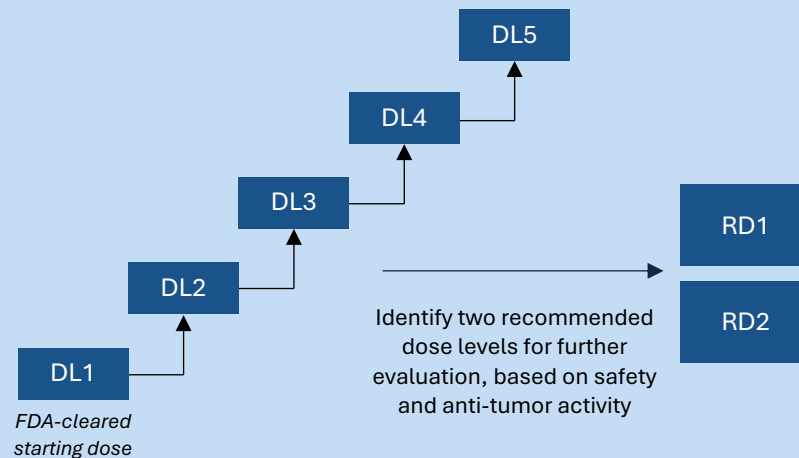 DL5
DL4
DL3
DL2
DL1
FDA-cleared
starting dose
Identify two recommended
dose levels for further
evaluation, based on safety
and anti-tumor activity
RD1
RD2